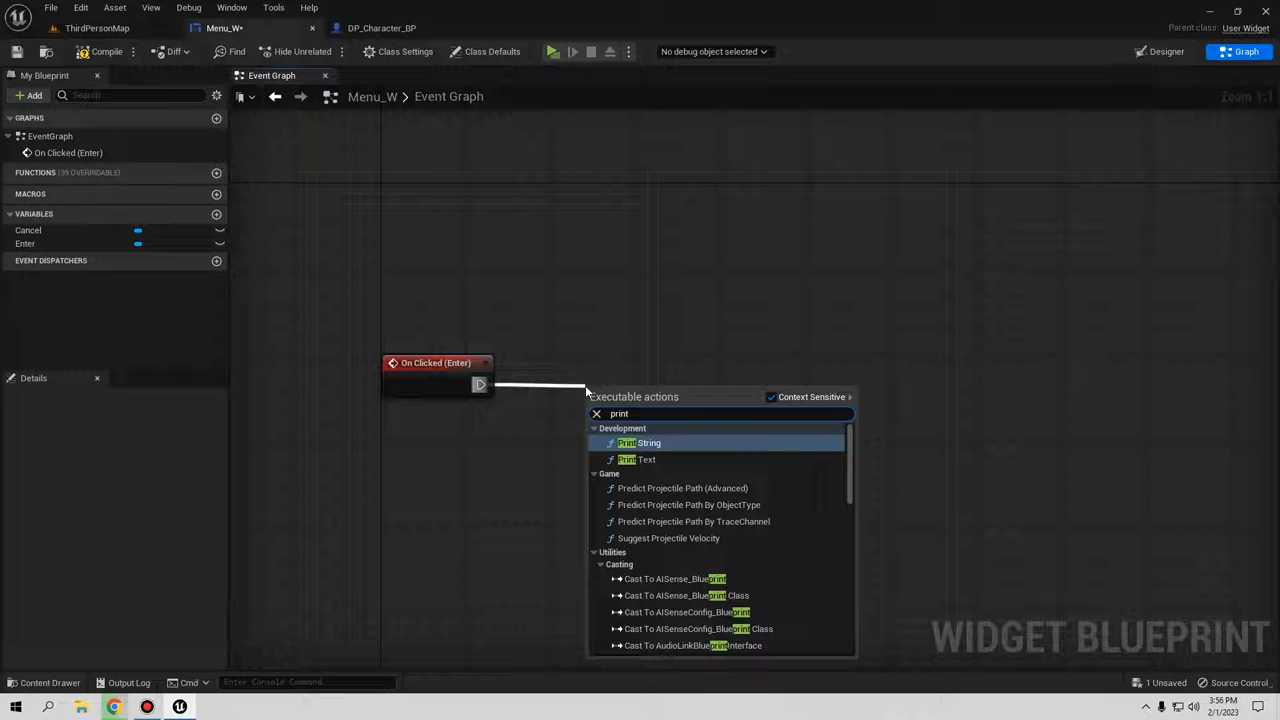 File Edit Asset View Debug Window Tools Help
ThirdPersonMap Menu_W• DP_Character_BP
Parent class: User Widget
Compile Diff Find Hide Unrelated Class Settings Class Defaults No debug object selected Designer Graph
My Blueprint Event Graph
Add Search Menu_W > Event Graph Zoom 1:1
GRAPHS
EventGraph
On Clicked (Enter)
FUNCTIONS (39 OVERRIDABLE)
MACROS
VARIABLES
Cancel
Enter
EVENT DISPATCHERS
Details
On Clicked (Enter)
Executable actions Context Sensitive
print
Development
Print String
Print Text
Game
Predict Projectile Path (Advanced)
Predict Projectile Path By ObjectType
Predict Projectile Path By TraceChannel
Suggest Projectile Velocity
Utilities
Casting
Cast To AISense_Blueprint
Cast To AISense_Blueprint Class
Cast To AISenseConfig_Blueprint
Cast To AISenseConfig_Blueprint Class
Cast To AudioLinkBlueprintInterface
WIDGET BLUEPRINT
Content Drawer Output Log Cmd Enter Console Command 1 Unsaved Source Control
3:56 PM
2/1/2023